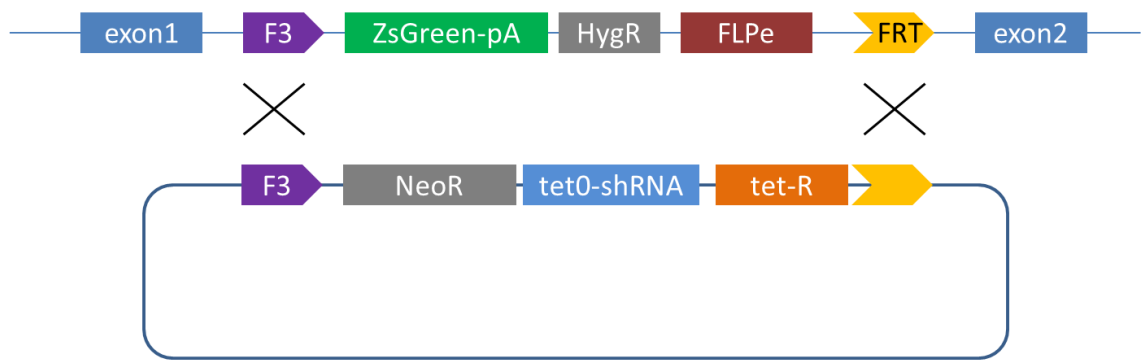 exon1 F3 ZsGreen-pA HygR FLPe FRT exon2
F3 NeoR tet0-shRNA tet-R